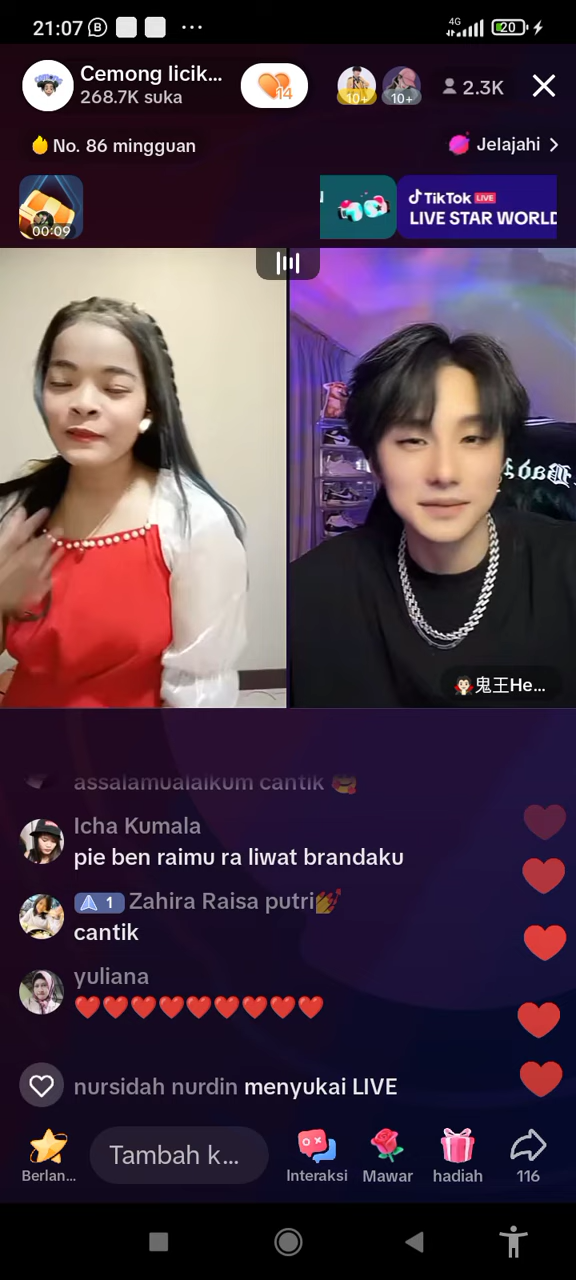 21:07
4G
20
Cemong licik...
268.7K suka
14
10+
10+
2.3K
No. 86 mingguan
Jelajahi
00:09
TikTok LIVE
LIVE STAR WORLD
鬼王He...
assalamualaikum cantik 🥰
Icha Kumala
pie ben raimu ra liwat brandaku
1 Zahira Raisa putri💅
cantik
yuliana
❤️❤️❤️❤️❤️❤️❤️❤️❤️
nursidah nurdin menyukai LIVE
Berlan...
Tambah k...
Interaksi
Mawar
hadiah
116